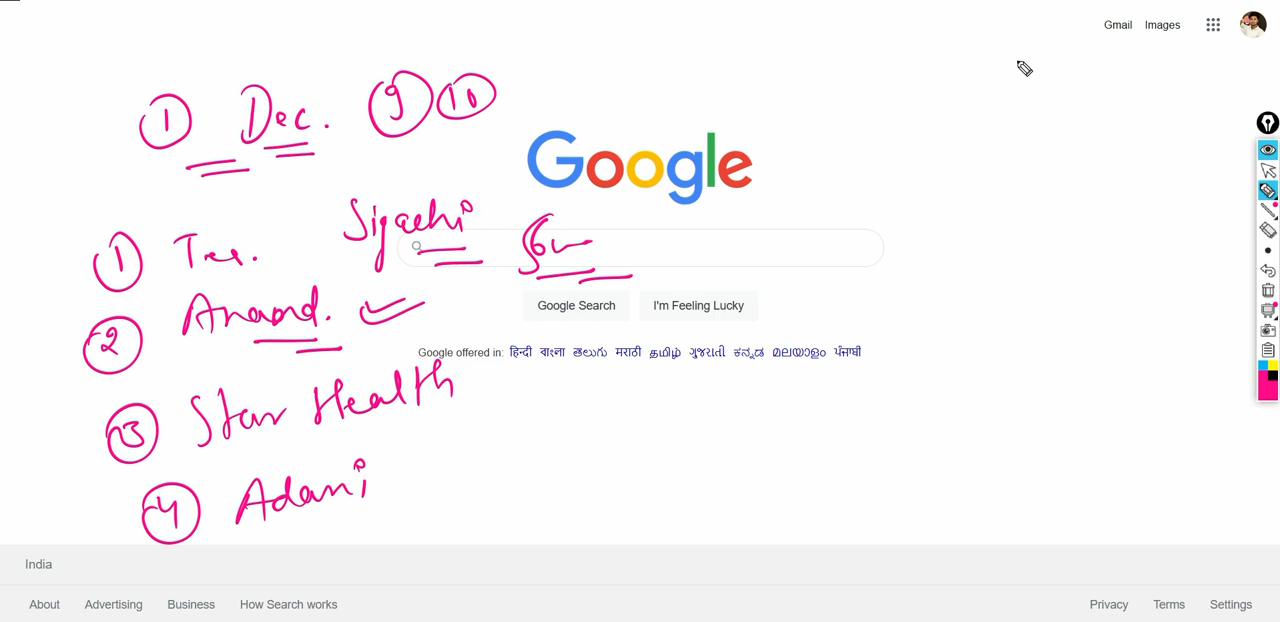 Gmail Images
① Dec. ⑨ ⑩
Google
Sigachi
① Tes.
Google Search I'm Feeling Lucky
② Anand.
Google offered in: हिन्दी বাংলা తెలుగు मराठी தமிழ் ગુજરાતી ಕನ್ನಡ മലയാളം ਪੰਜਾਬੀ
③ Star Health
④ Adani
India
About Advertising Business How Search works Privacy Terms Settings